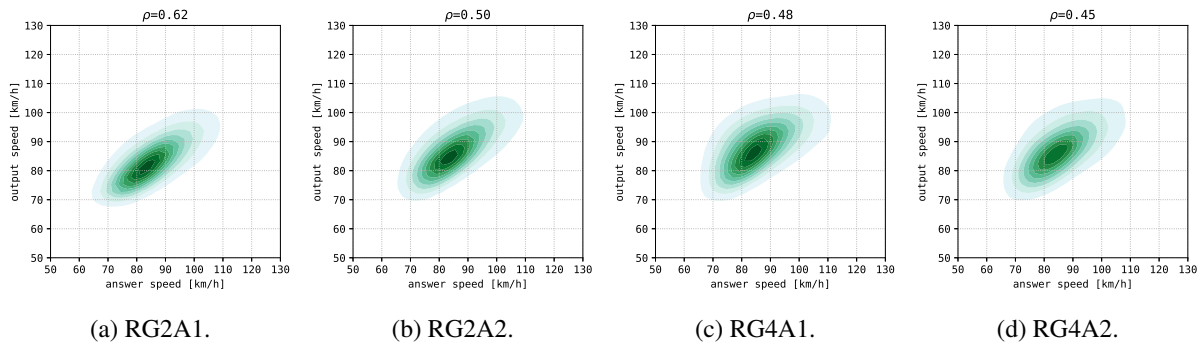 ρ=0.62
130
120
110
100
90
80
70
60
50
output speed [km/h]
50 60 70 80 90 100 110 120 130
answer speed [km/h]
(a) RG2A1.
ρ=0.50
130
120
110
100
90
80
70
60
50
output speed [km/h]
50 60 70 80 90 100 110 120 130
answer speed [km/h]
(b) RG2A2.
ρ=0.48
130
120
110
100
90
80
70
60
50
output speed [km/h]
50 60 70 80 90 100 110 120 130
answer speed [km/h]
(c) RG4A1.
ρ=0.45
130
120
110
100
90
80
70
60
50
output speed [km/h]
50 60 70 80 90 100 110 120 130
answer speed [km/h]
(d) RG4A2.